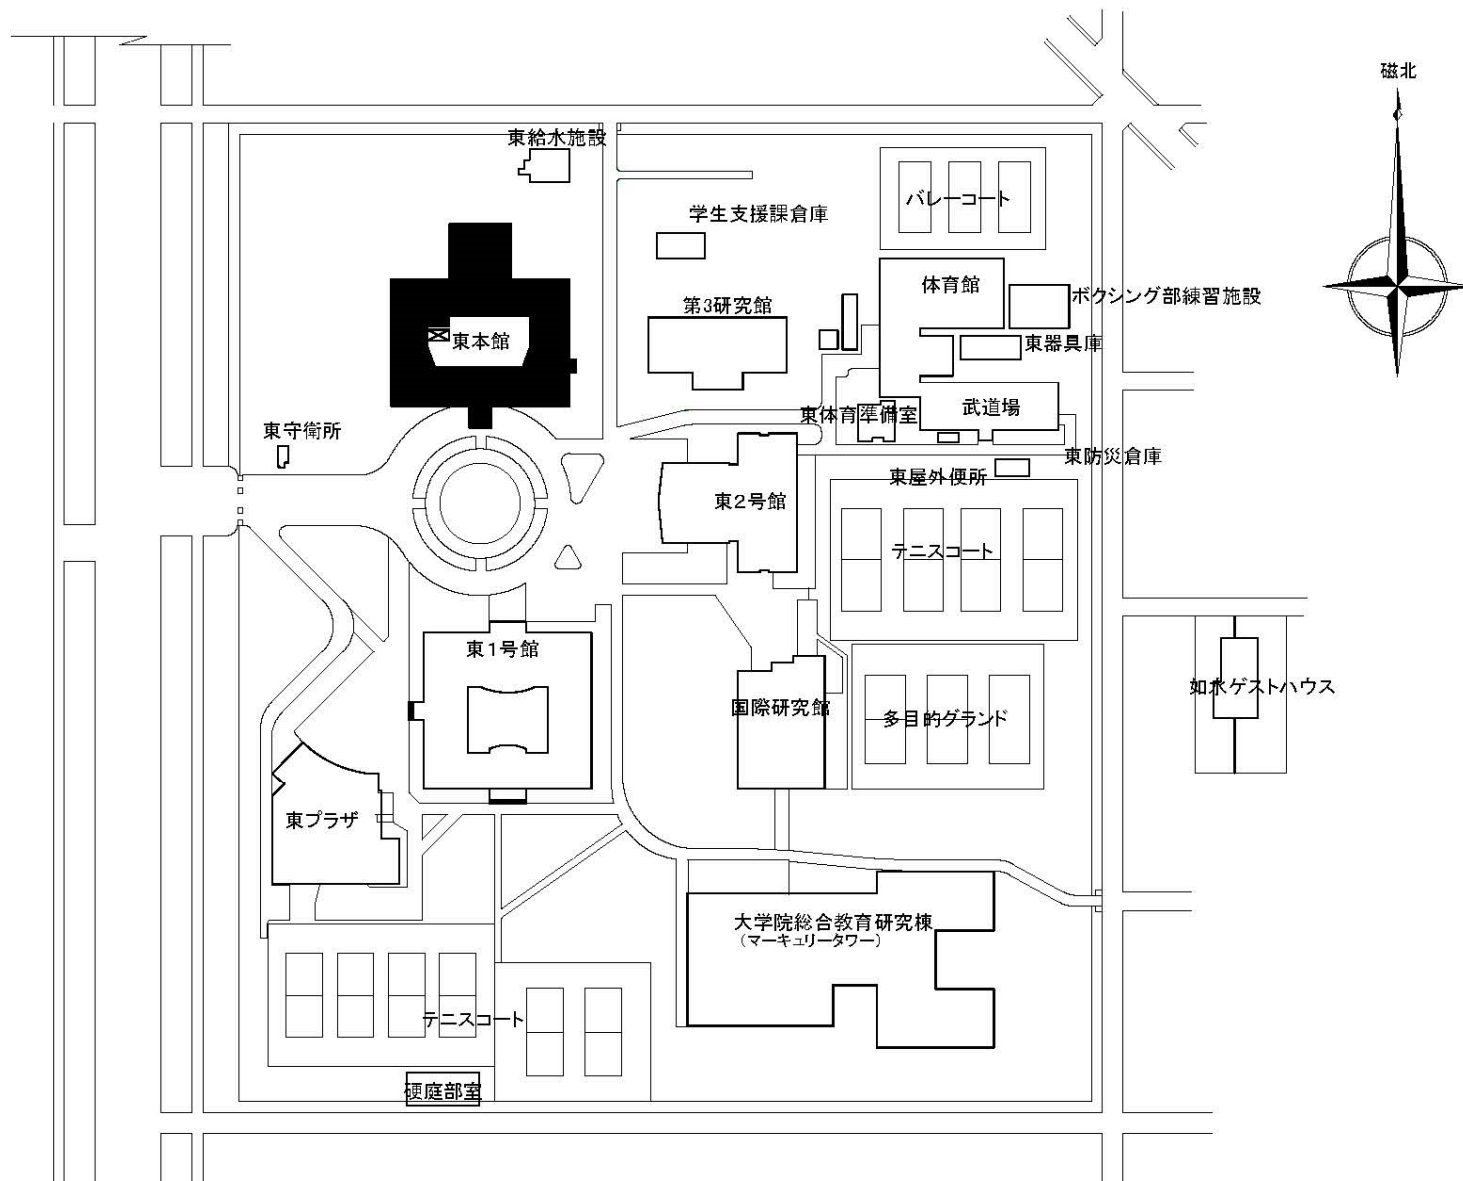 磁北
東給水施設
バレーコート
学生支援課倉庫
体育館
ボクシング部練習施設
第3研究館
東本館
東器具庫
東体育準備室
武道場
東守衛所
東防災倉庫
東屋外便所
東2号館
テニスコート
東1号館
国際研究館
多目的グランド
如水ゲストハウス
東プラザ
大学院総合教育研究棟
（マーキュリータワー）
テニスコート
硬庭部室